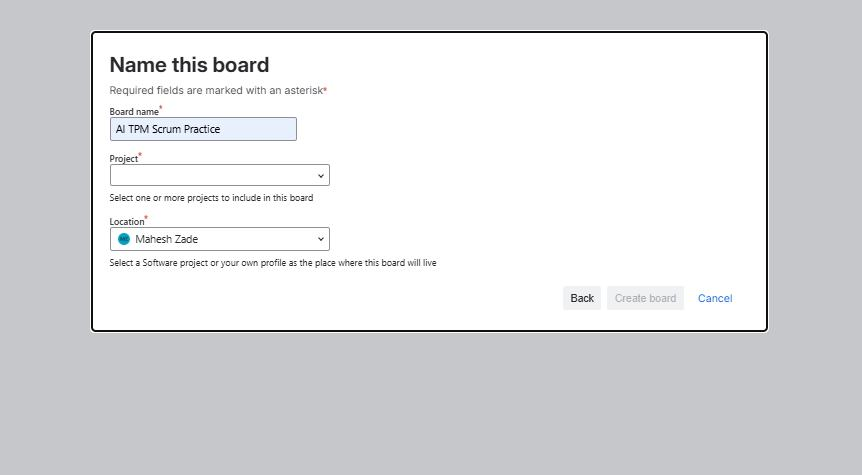 Name this board
Required fields are marked with an asterisk*
Board name*
AI TPM Scrum Practice
Project*
Select one or more projects to include in this board
Location*
Mahesh Zade
Select a Software project or your own profile as the place where this board will live
Back Create board Cancel